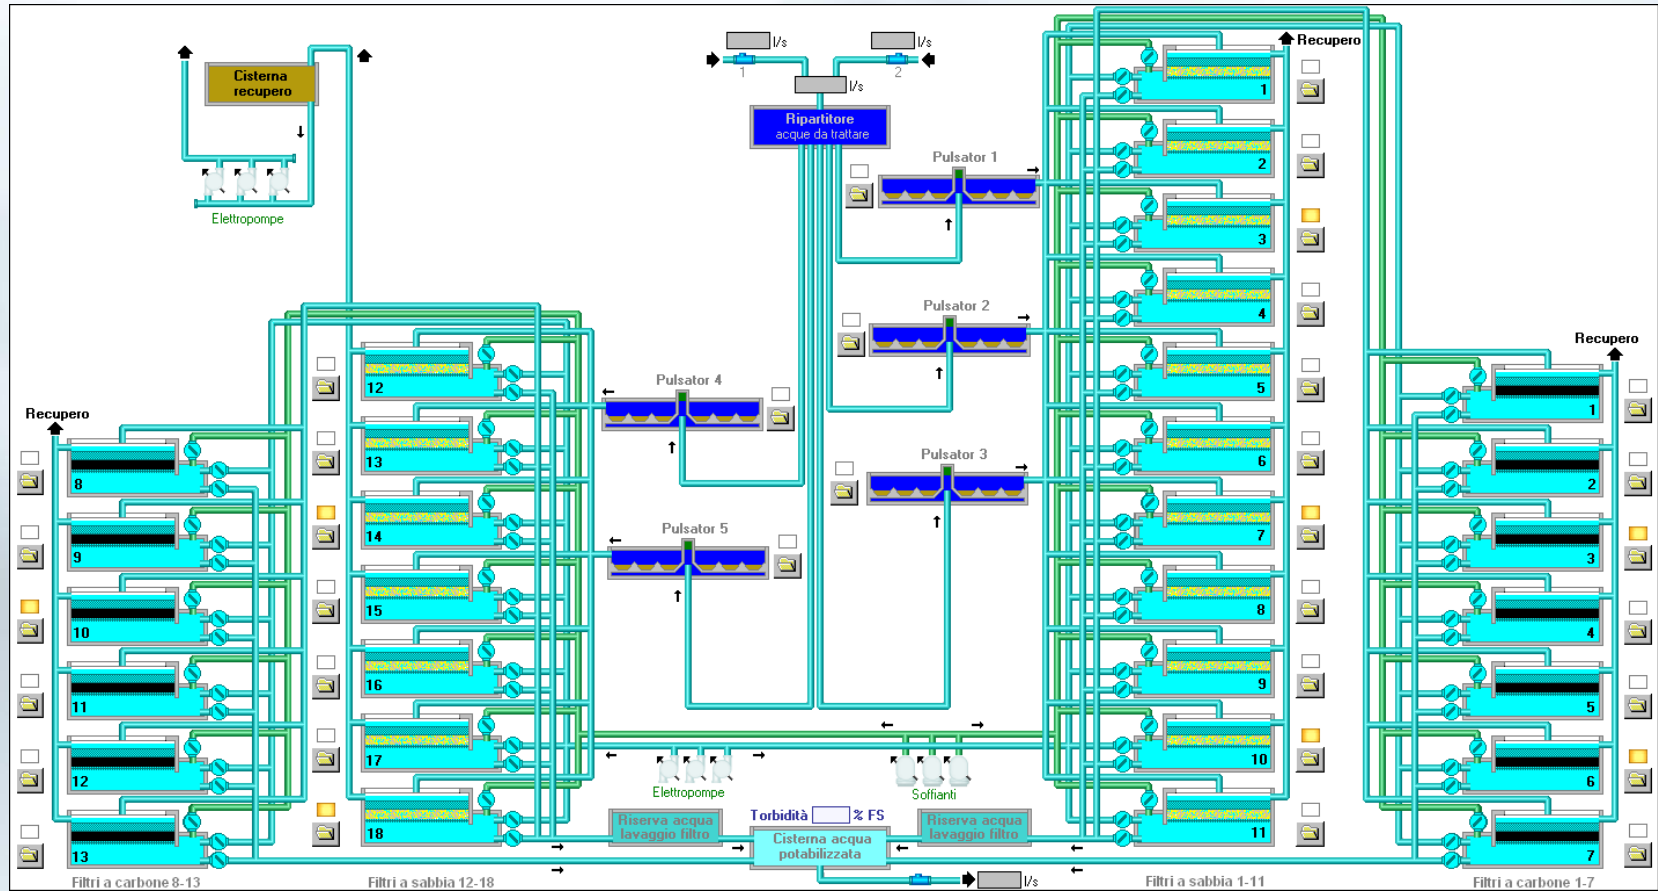 l/s
l/s
1
2
l/s
Recupero
Cisterna
recupero
Ripartitore
acque da trattare
Elettropompe
Pulsator 1
Pulsator 2
Pulsator 3
Pulsator 4
Pulsator 5
1
2
3
4
5
6
7
8
9
10
11
Recupero
1
2
3
4
5
6
7
12
13
14
15
16
17
18
Recupero
8
9
10
11
12
13
Elettropompe
Soffianti
Torbidità % FS
Riserva acqua
lavaggio filtro
Riserva acqua
lavaggio filtro
Cisterna acqua
potabilizzata
l/s
Filtri a carbone 8-13
Filtri a sabbia 12-18
Filtri a sabbia 1-11
Filtri a carbone 1-7